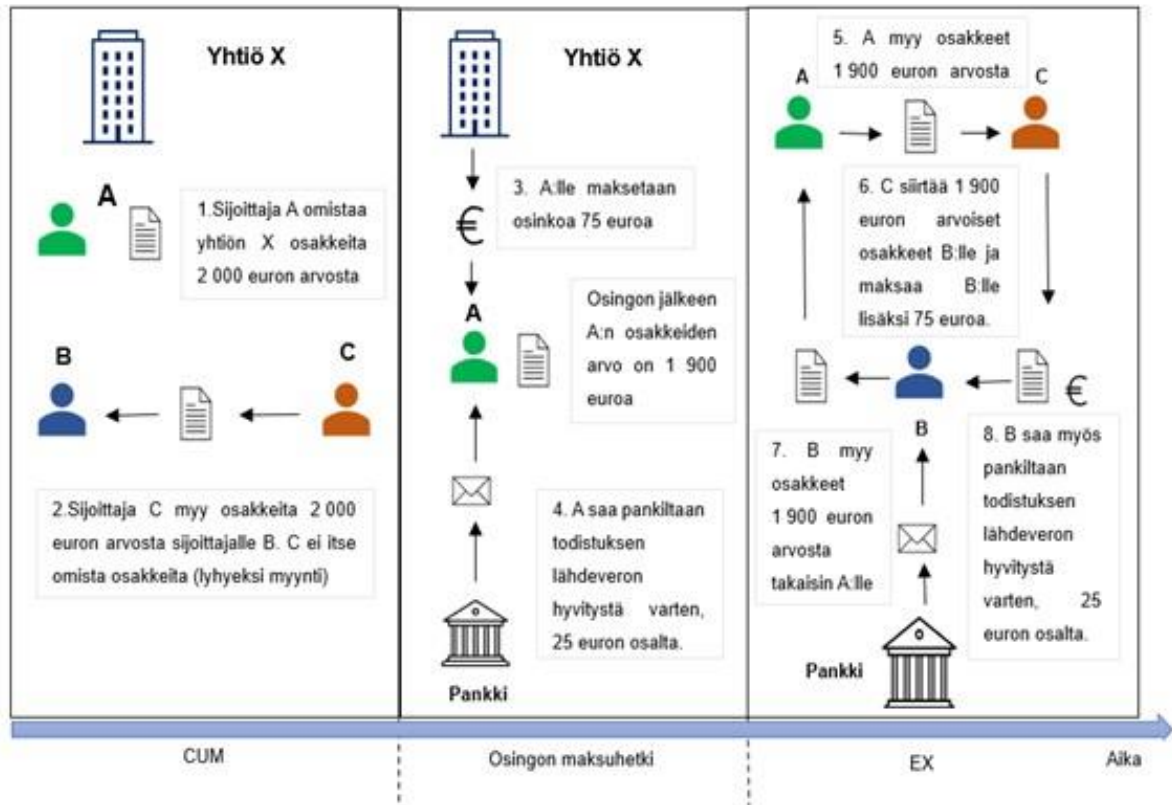 Yhtiö X
A
1.Sijoittaja A omistaa
yhtiön X osakkeita
2 000 euron arvosta
B
C
2.Sijoittaja C myy osakkeita 2 000
euron arvosta sijoittajalle B. C ei itse
omista osakkeita (lyhyeksi myynti)
Yhtiö X
3. A:lle maksetaan
osinkoa 75 euroa
€
A
Osingon jälkeen
A:n osakkeiden
arvo on 1 900
euroa
4. A saa pankiltaan
todistuksen
lähdeveron
hyvitystä varten,
25 euron osalta.
Pankki
5. A myy osakkeet
1 900 euron arvosta
A
C
6. C siirtää 1 900
euron arvoiset
osakkeet B:lle ja
maksaa B:lle
lisäksi 75 euroa.
€
B
7. B myy
osakkeet
1 900 euron
arvosta
takaisin A:lle
8. B saa myös
pankiltaan
todistuksen
lähdeveron
hyvitystä
varten, 25
euron osalta.
Pankki
CUM
Osingon maksuhetki
EX
Aika